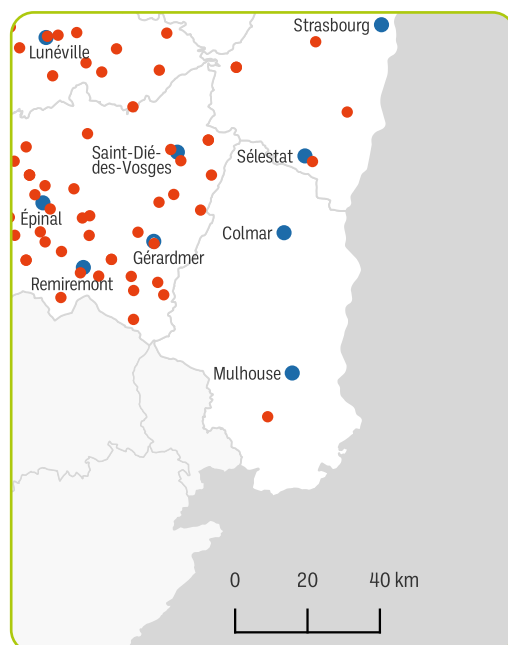 Strasbourg
Lunéville
Saint-Dié-
des-Vosges
Sélestat
Épinal
Colmar
Gérardmer
Remiremont
Mulhouse
0 20 40 km